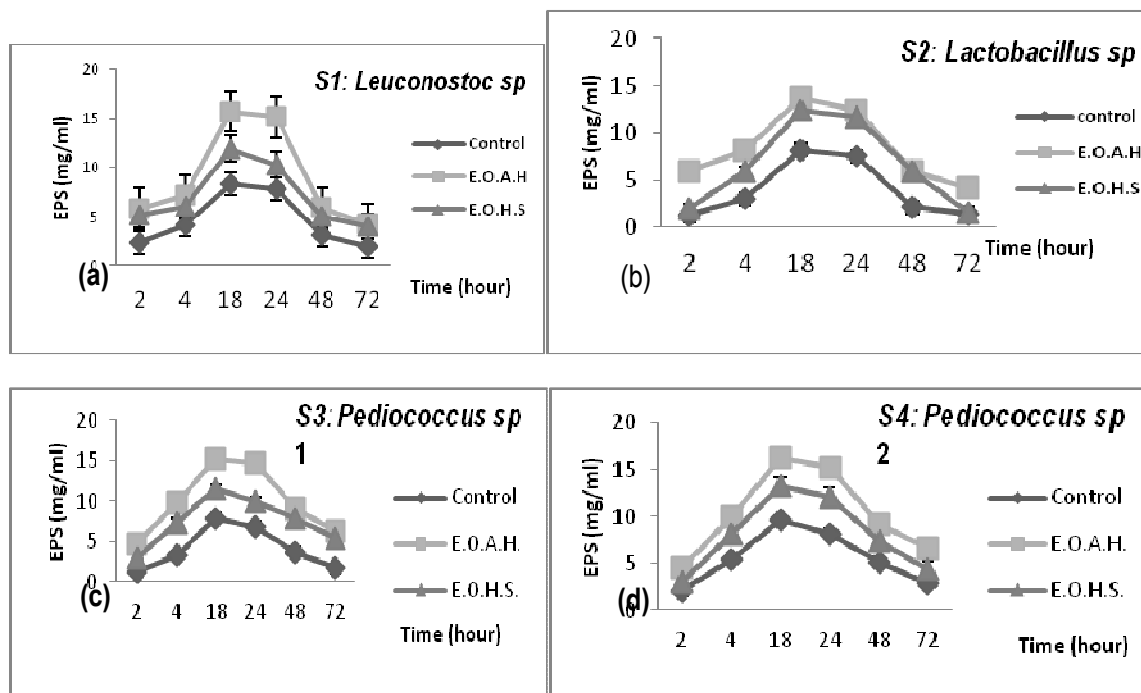 S1: Leuconostoc sp
EPS (mg/ml)
20
15
10
5
Control
E.O.A.H
E.O.H.S
(a)
2 4 18 24 48 72
Time (hour)
S2: Lactobacillus sp
EPS (mg/ml)
20
15
10
5
0
control
E.O.A.H
E.O.H.S
(b)
2 4 18 24 48 72
Time (hour)
S3: Pediococcus sp
1
EPS (mg/ml)
20
15
10
5
0
Control
E.0.A.H.
E.0.H.S.
(c)
2 4 18 24 48 72
Time (hour)
S4: Pediococcus sp
2
EPS (mg/ml)
20
15
10
5
0
Control
E.O.A.H.
E.O.H.S.
(d)
2 4 18 24 48 72
Time (hour)